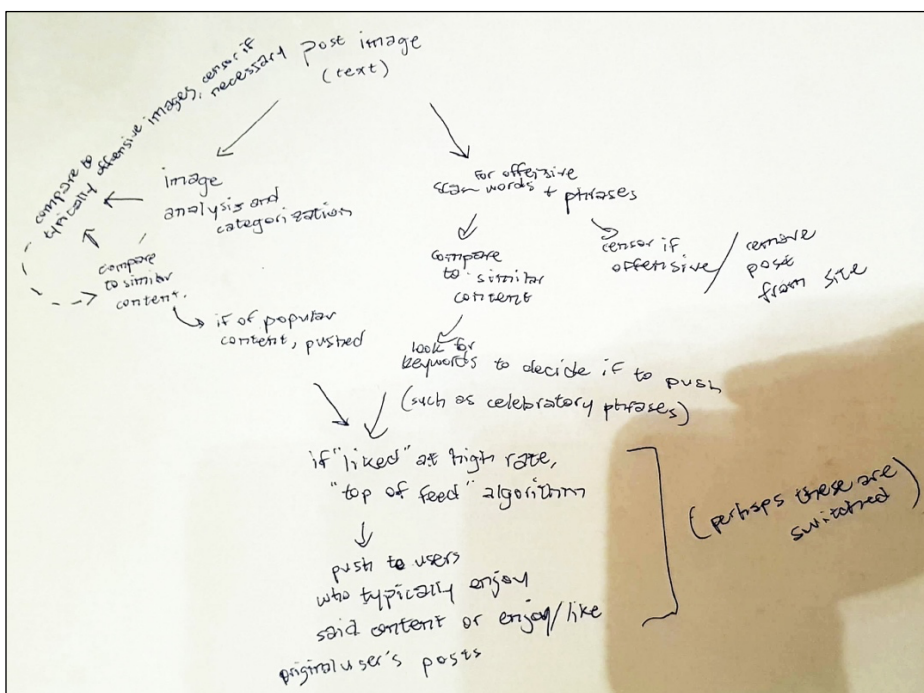 post image
(text)
compare to
typically offensive images, censor if
necessary
image
analysis and
categorization
compare
to similar
content.
if of popular
content, pushed
for offensive
scan words + phrases
censor if
offensive /
remove
post
from site
compare
to similar
content
look for
keywords to decide if to push
(such as celebratory phrases)
if "liked" at high rate,
"top of feed" algorithm
push to users
who typically enjoy
said content or enjoy/like
original user's posts
(perhaps these are
switched)